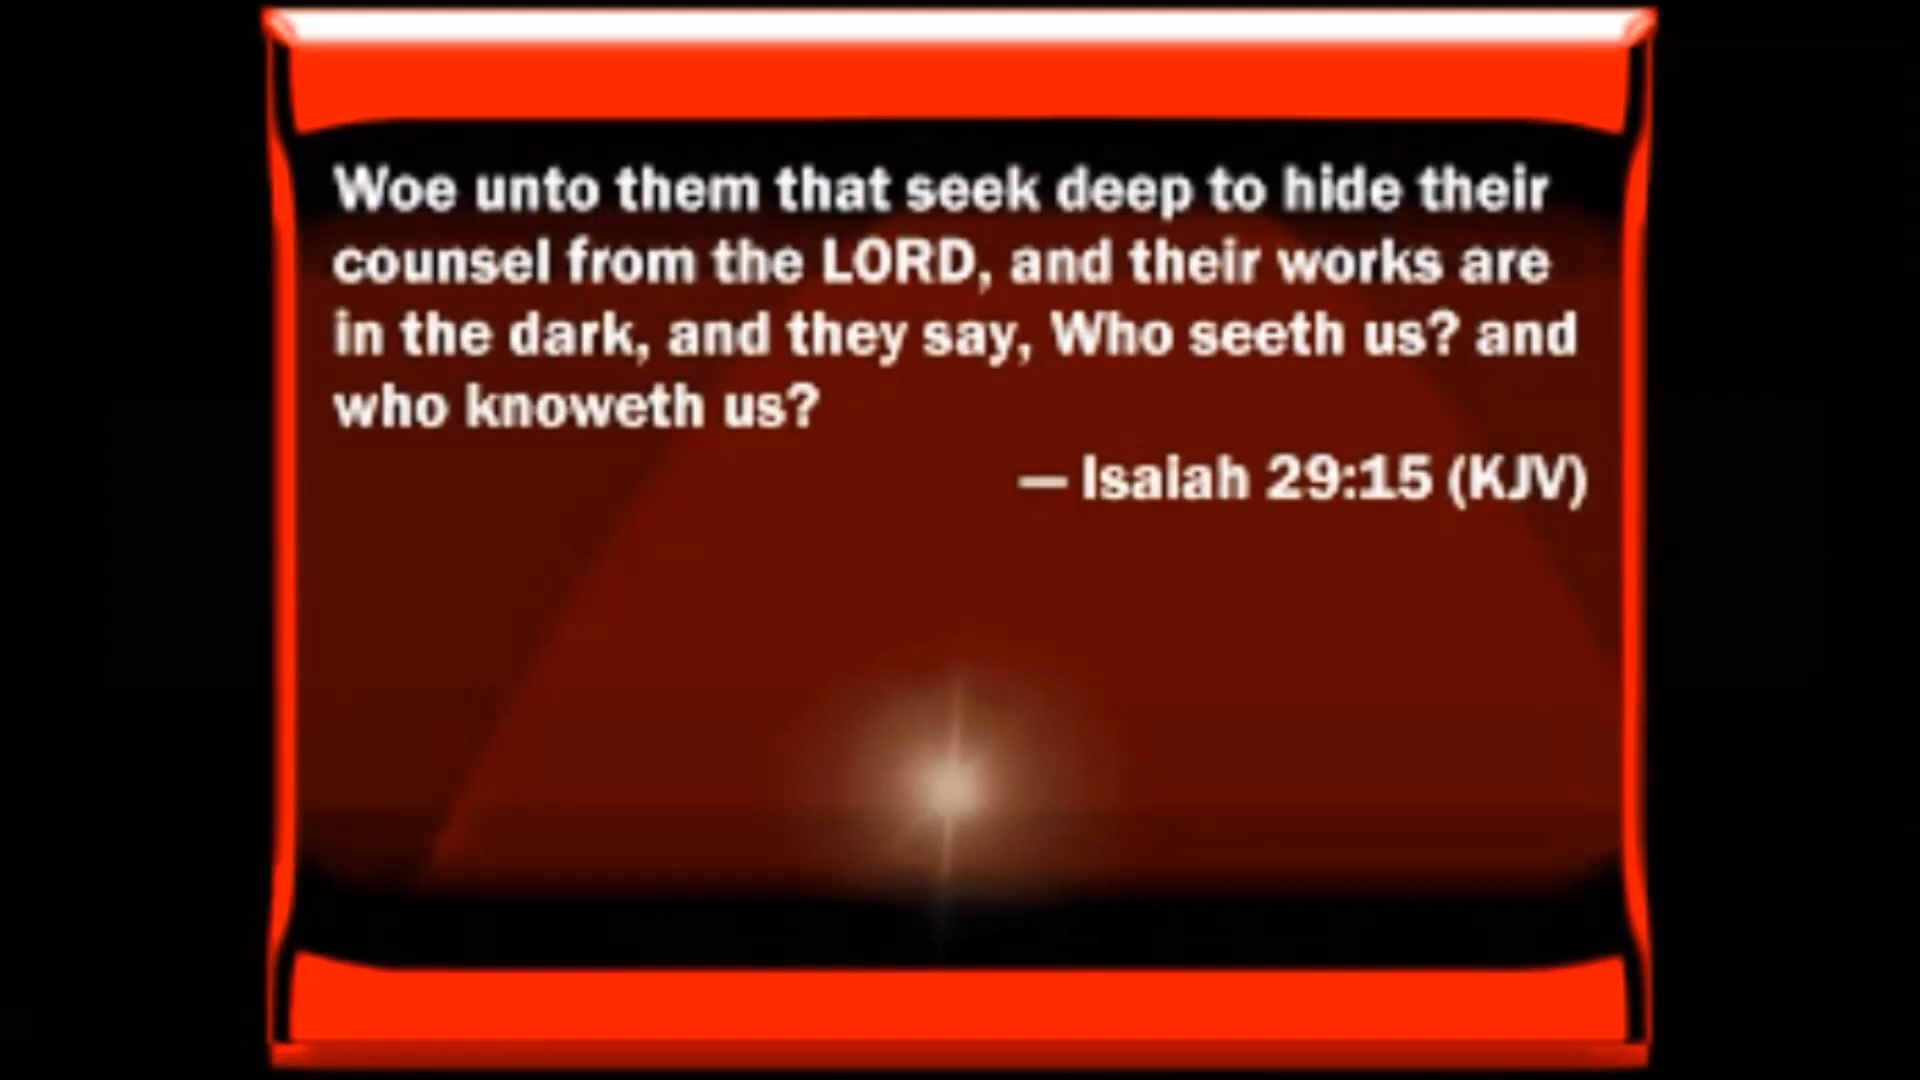 Woe unto them that seek deep to hide their
counsel from the LORD, and their works are
in the dark, and they say, Who seeth us? and
who knoweth us?
— Isaiah 29:15 (KJV)